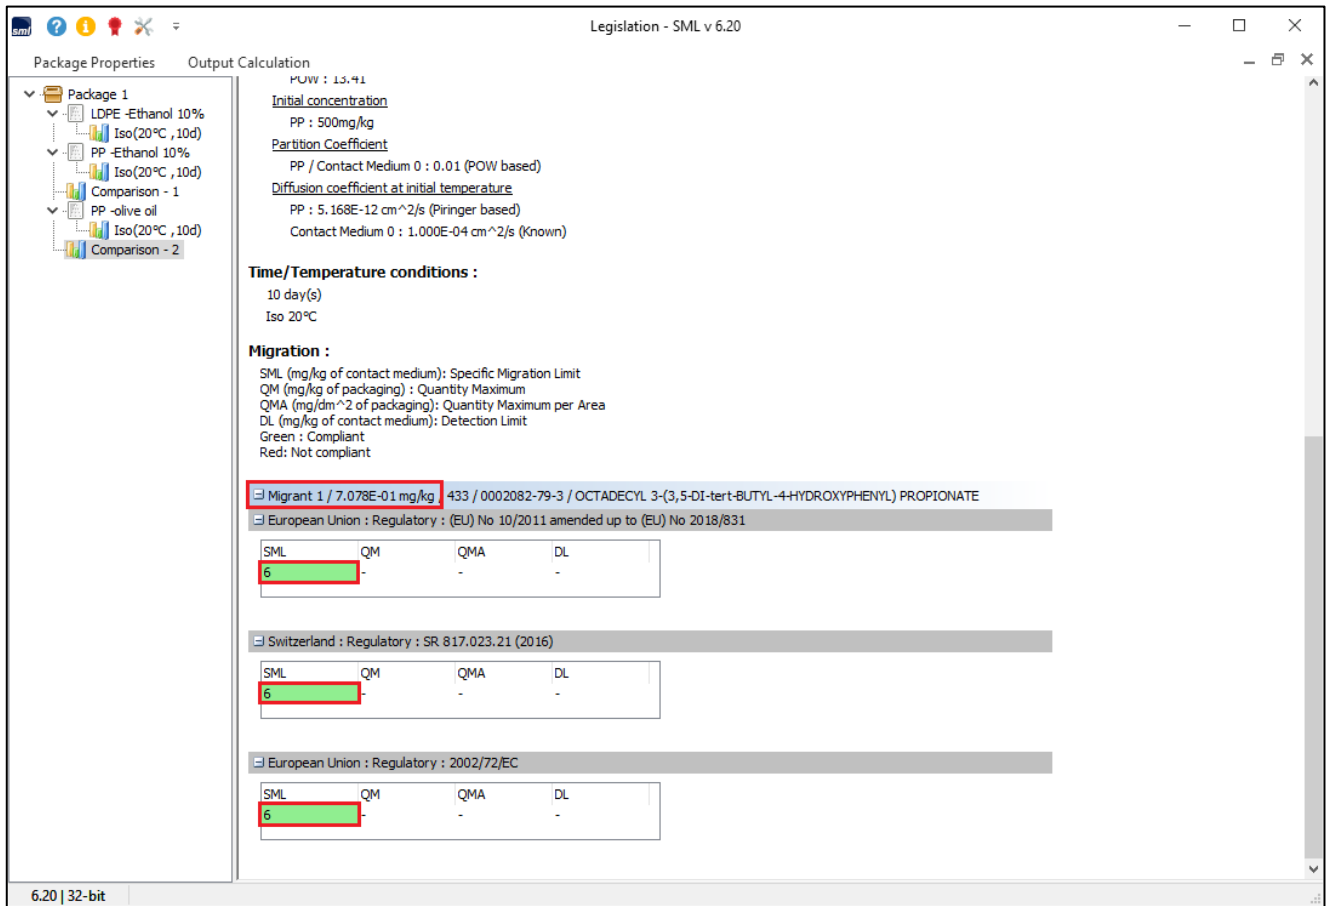 sml
Legislation - SML v 6.20
Package Properties Output Calculation
Package 1
LDPE -Ethanol 10%
Iso(20°C ,10d)
PP -Ethanol 10%
Iso(20°C ,10d)
Comparison - 1
PP -olive oil
Iso(20°C ,10d)
Comparison - 2
POW : 13.41
Initial concentration
PP : 500mg/kg
Partition Coefficient
PP / Contact Medium 0 : 0.01 (POW based)
Diffusion coefficient at initial temperature
PP : 5.168E-12 cm^2/s (Piringer based)
Contact Medium 0 : 1.000E-04 cm^2/s (Known)
Time/Temperature conditions :
10 day(s)
Iso 20°C
Migration :
SML (mg/kg of contact medium): Specific Migration Limit
QM (mg/kg of packaging) : Quantity Maximum
QMA (mg/dm^2 of packaging): Quantity Maximum per Area
DL (mg/kg of contact medium): Detection Limit
Green : Compliant
Red: Not compliant
Migrant 1 / 7.078E-01 mg/kg / 433 / 0002082-79-3 / OCTADECYL 3-(3,5-DI-tert-BUTYL-4-HYDROXYPHENYL) PROPIONATE
European Union : Regulatory : (EU) No 10/2011 amended up to (EU) No 2018/831
SML QM QMA DL
6 - - -
Switzerland : Regulatory : SR 817.023.21 (2016)
SML QM QMA DL
6 - - -
European Union : Regulatory : 2002/72/EC
SML QM QMA DL
6 - - -
6.20 | 32-bit